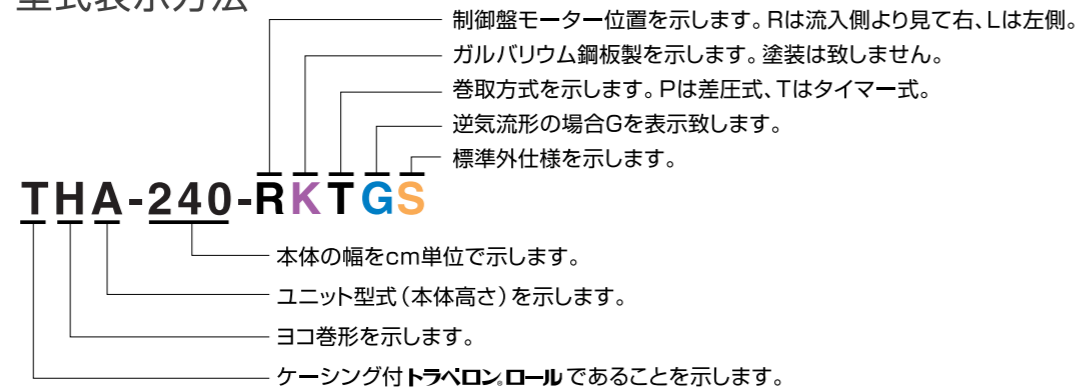 型式表示方法
制御盤モーター位置を示します。Rは流入側より見て右、Lは左側。
ガルバリウム鋼板製を示します。塗装は致しません。
巻取方式を示します。Pは差圧式、Tはタイマー式。
逆気流形の場合Gを表示致します。
標準外仕様を示します。
THA-240-RKTGS
本体の幅をcm単位で示します。
ユニット型式(本体高さ)を示します。
ヨコ巻形を示します。
ケーシング付トラベロン®ロールであることを示します。